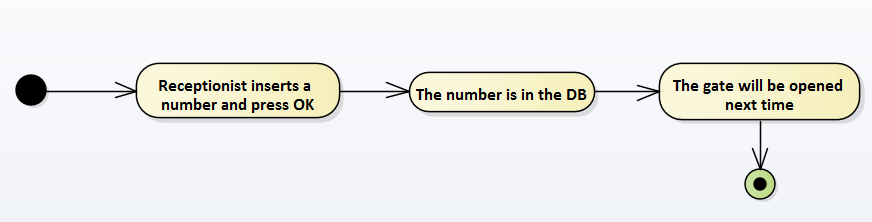 Receptionist inserts a
number and press OK
The number is in the DB
The gate will be opened
next time